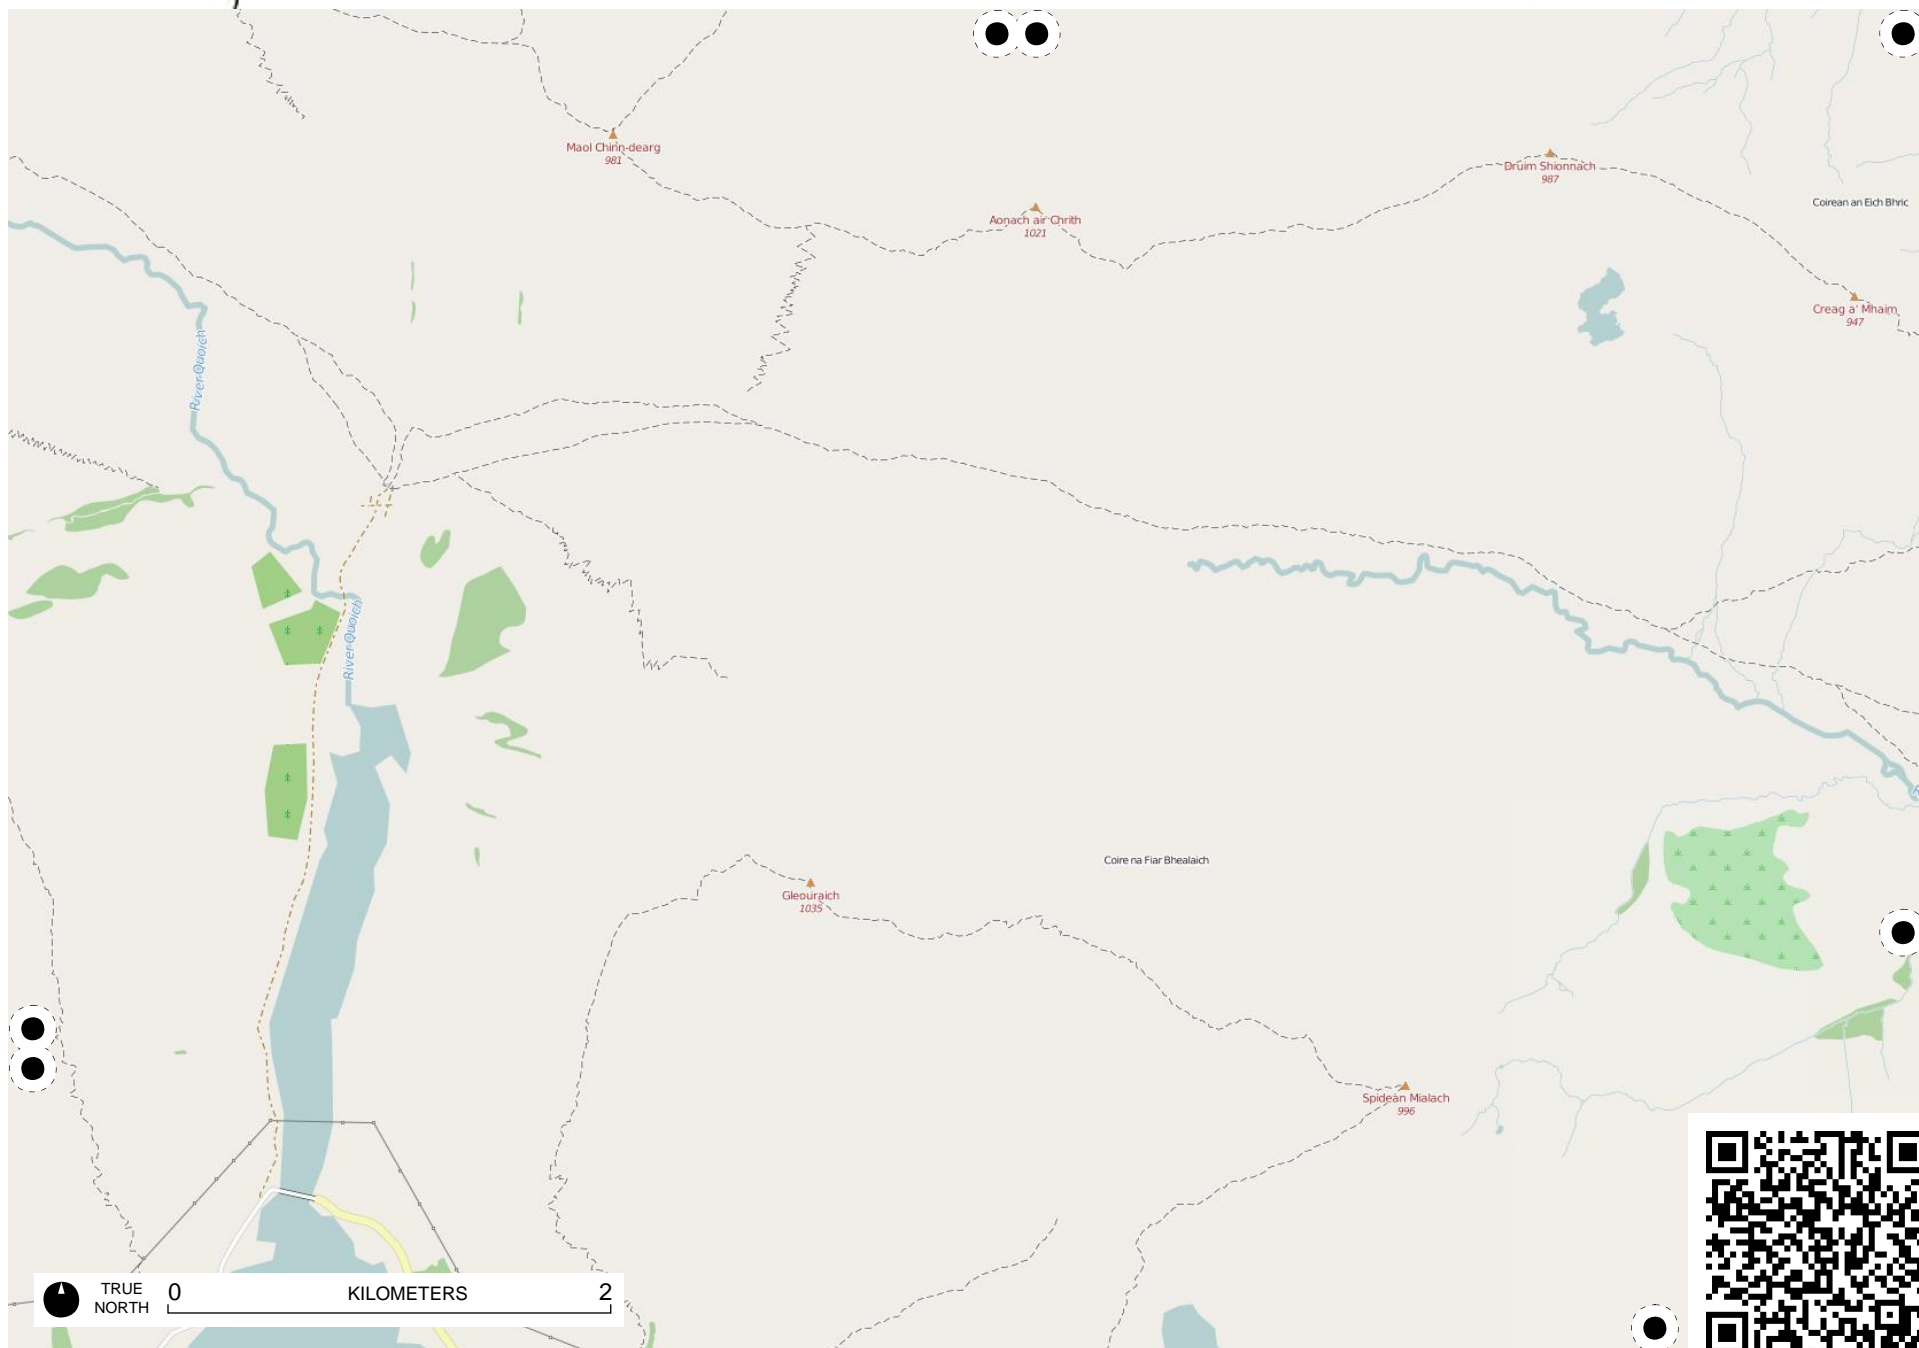 Maol Chinn-dearg
981
Druim Shionnach
987
Coirean an Eich Bhric
Aonach air Chrith
1021
Creag a' Mhaim
947
River Quoich
River Quoich
Coire na Fiar Bhealaich
Gleouraich
1035
Spidean Mialach
996
TRUE
NORTH
0 KILOMETERS 2